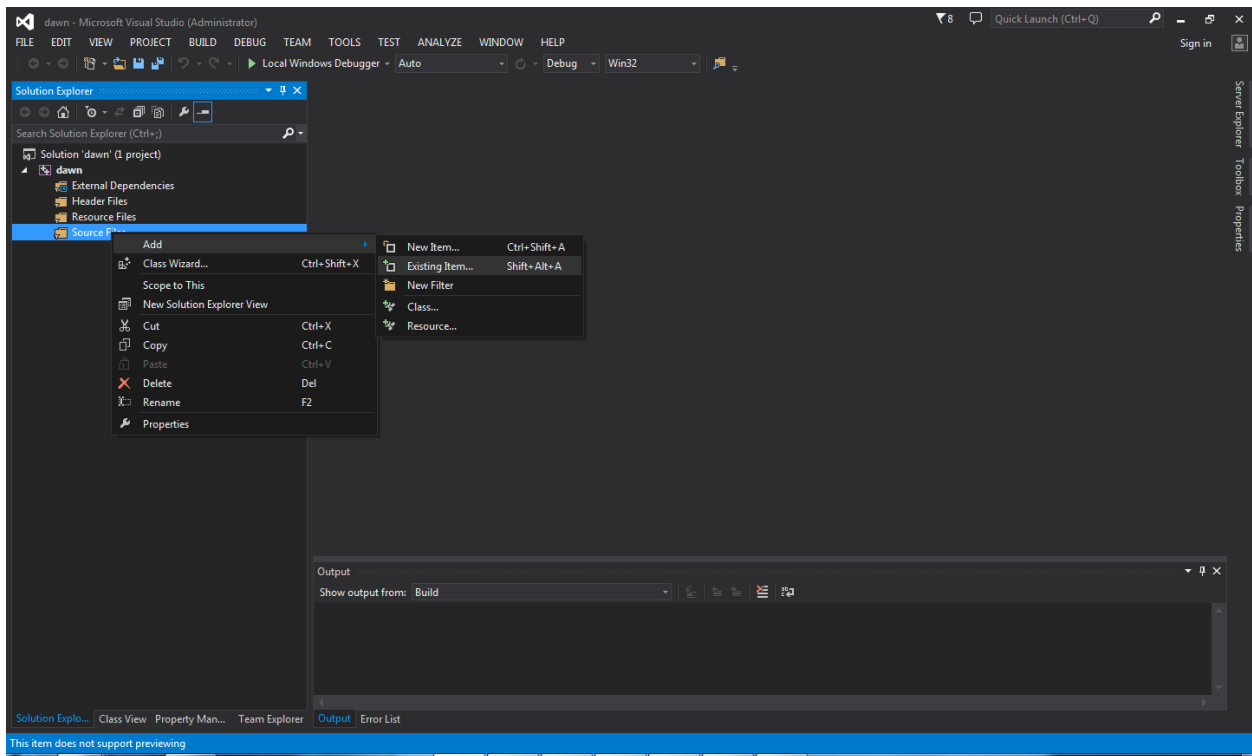 dawn - Microsoft Visual Studio (Administrator)
8
Quick Launch (Ctrl+Q)
FILE EDIT VIEW PROJECT BUILD DEBUG TEAM TOOLS TEST ANALYZE WINDOW HELP
Sign in
Local Windows Debugger Auto Debug Win32
Solution Explorer
Search Solution Explorer (Ctrl+;)
Solution 'dawn' (1 project)
dawn
External Dependencies
Header Files
Resource Files
Source
Add
Class Wizard... Ctrl+Shift+X
Scope to This
New Solution Explorer View
Cut Ctrl+X
Copy Ctrl+C
Paste Ctrl+V
Delete Del
Rename F2
Properties
New Item... Ctrl+Shift+A
Existing Item... Shift+Alt+A
New Filter
Class...
Resource...
Server Explorer
Toolbox
Properties
Output
Show output from: Build
Solution Explo... Class View Property Man... Team Explorer
Output Error List
This item does not support previewing